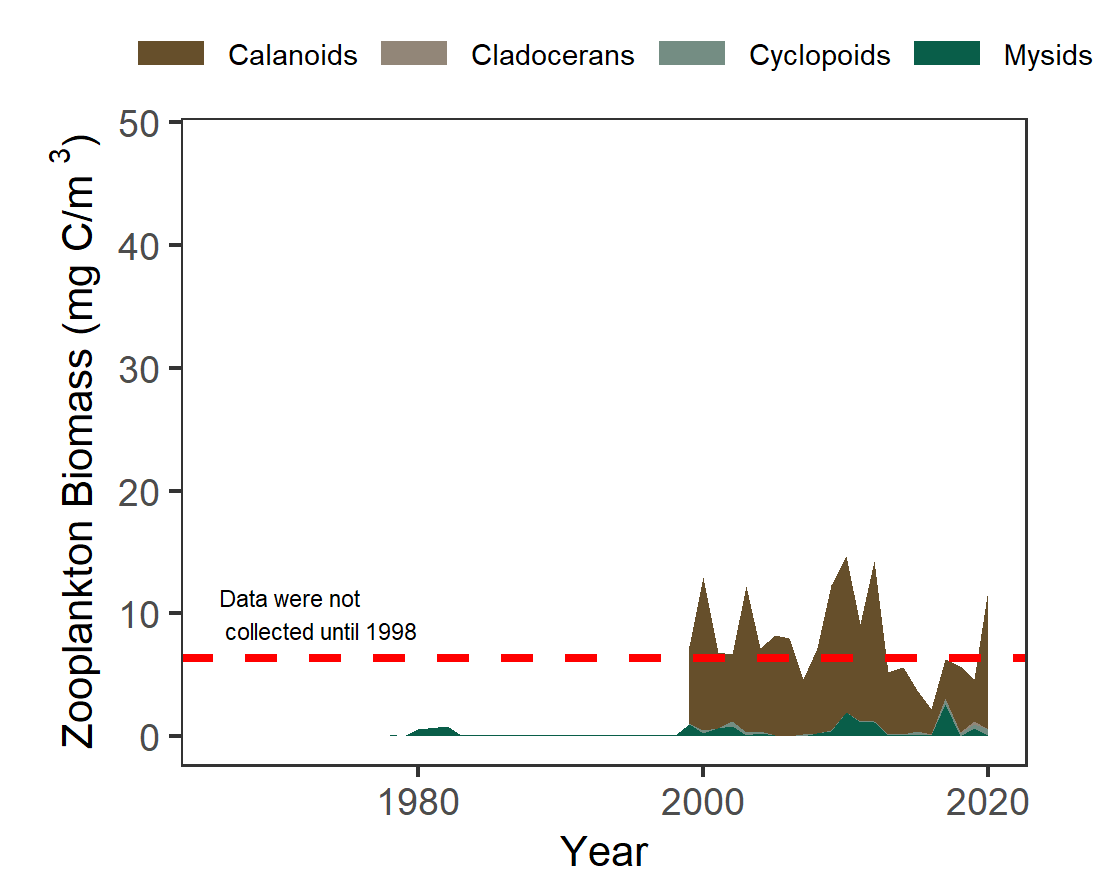 Calanoids Cladocerans Cyclopoids Mysids
50
40
30
20
10
0
Zooplankton Biomass (mg C/m ³)
Data were not
collected until 1998
1980 2000 2020
Year